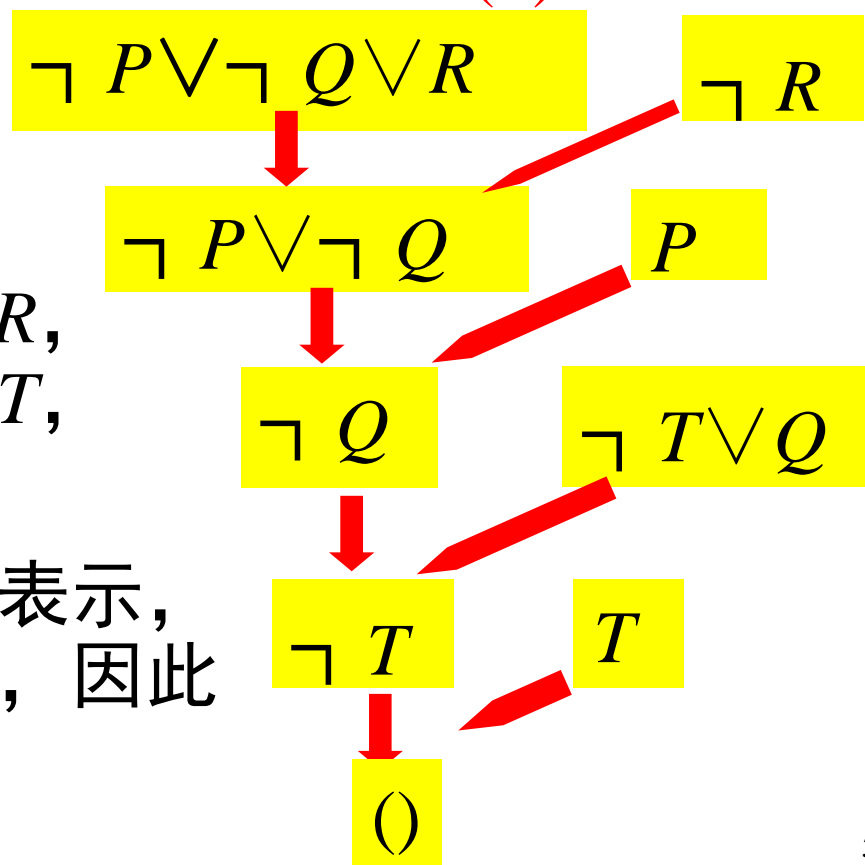 ¬ P∨¬ Q∨R
¬ R
¬ P∨¬ Q
P
R,
T,
¬ Q
¬ T∨Q
表示,
, 因此
¬ T
T
()